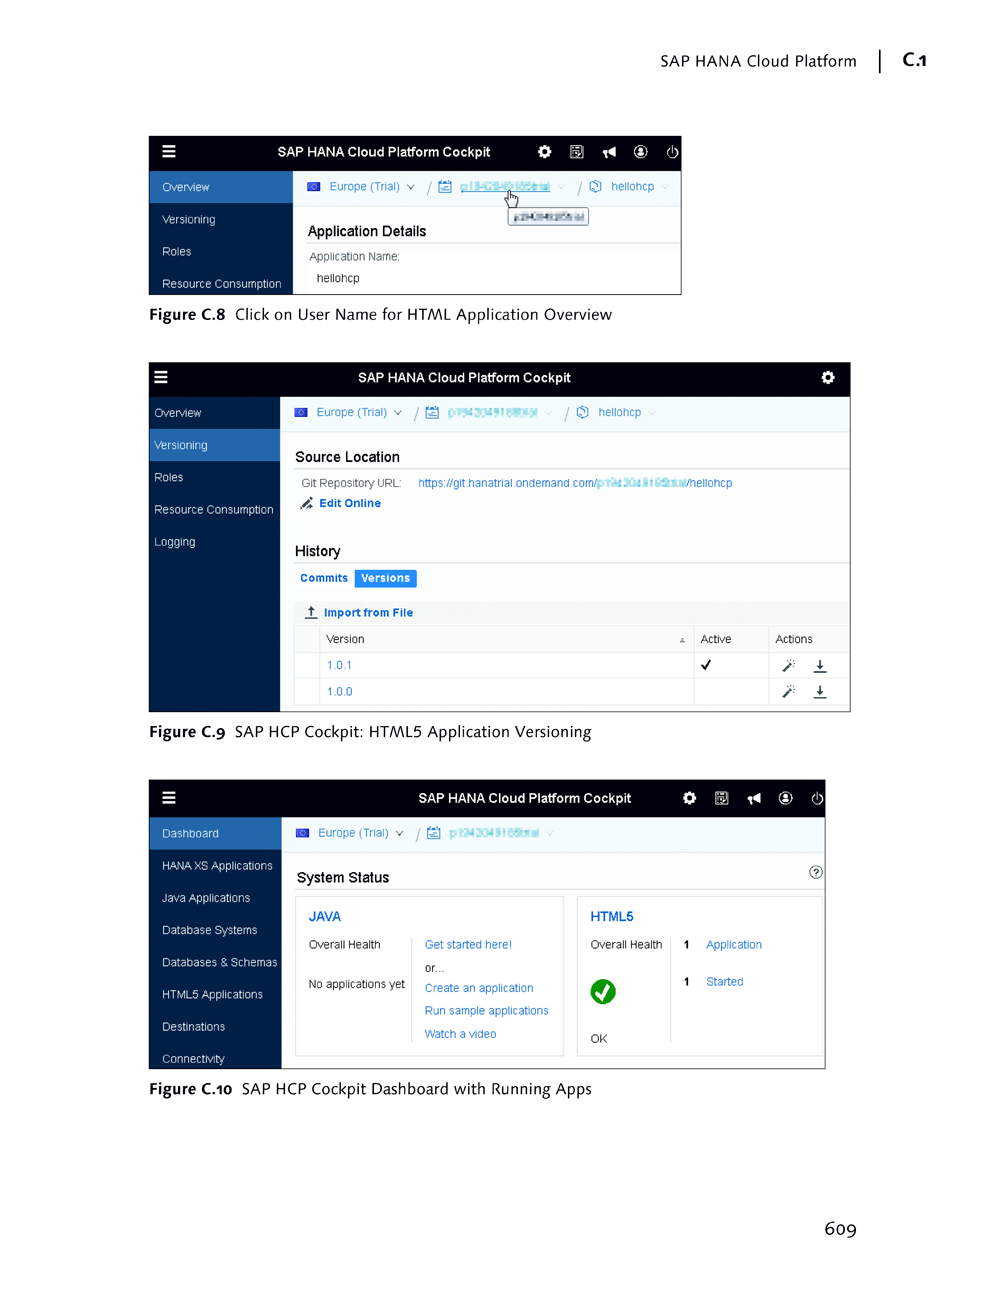 SAP HANA Cloud Platform | C.1
SAP HANA Cloud Platform Cockpit
Overview
Europe (Trial) / / hellohcp
Versioning
Application Details
Roles
Application Name:
Resource Consumption
hellohcp
Figure C.8 Click on User Name for HTML Application Overview
SAP HANA Cloud Platform Cockpit
Overview
Europe (Trial) / / hellohcp
Versioning
Source Location
Roles
Git Repository URL: https://git.hanatrial.ondemand.com/ /hellohcp
Resource Consumption
Edit Online
Logging
History
Commits Versions
Import from File
Version Active Actions
1.0.1
1.0.0
Figure C.9 SAP HCP Cockpit: HTML5 Application Versioning
SAP HANA Cloud Platform Cockpit
Dashboard
HANA XS Applications
Java Applications
Database Systems
Databases & Schemas
HTML5 Applications
Destinations
Connectivity
Europe (Trial) /
System Status
JAVA
Overall Health
No applications yet
Get started here!
or...
Create an application
Run sample applications
Watch a video
HTML5
Overall Health
OK
1 Application
1 Started
Figure C.10 SAP HCP Cockpit Dashboard with Running Apps
609